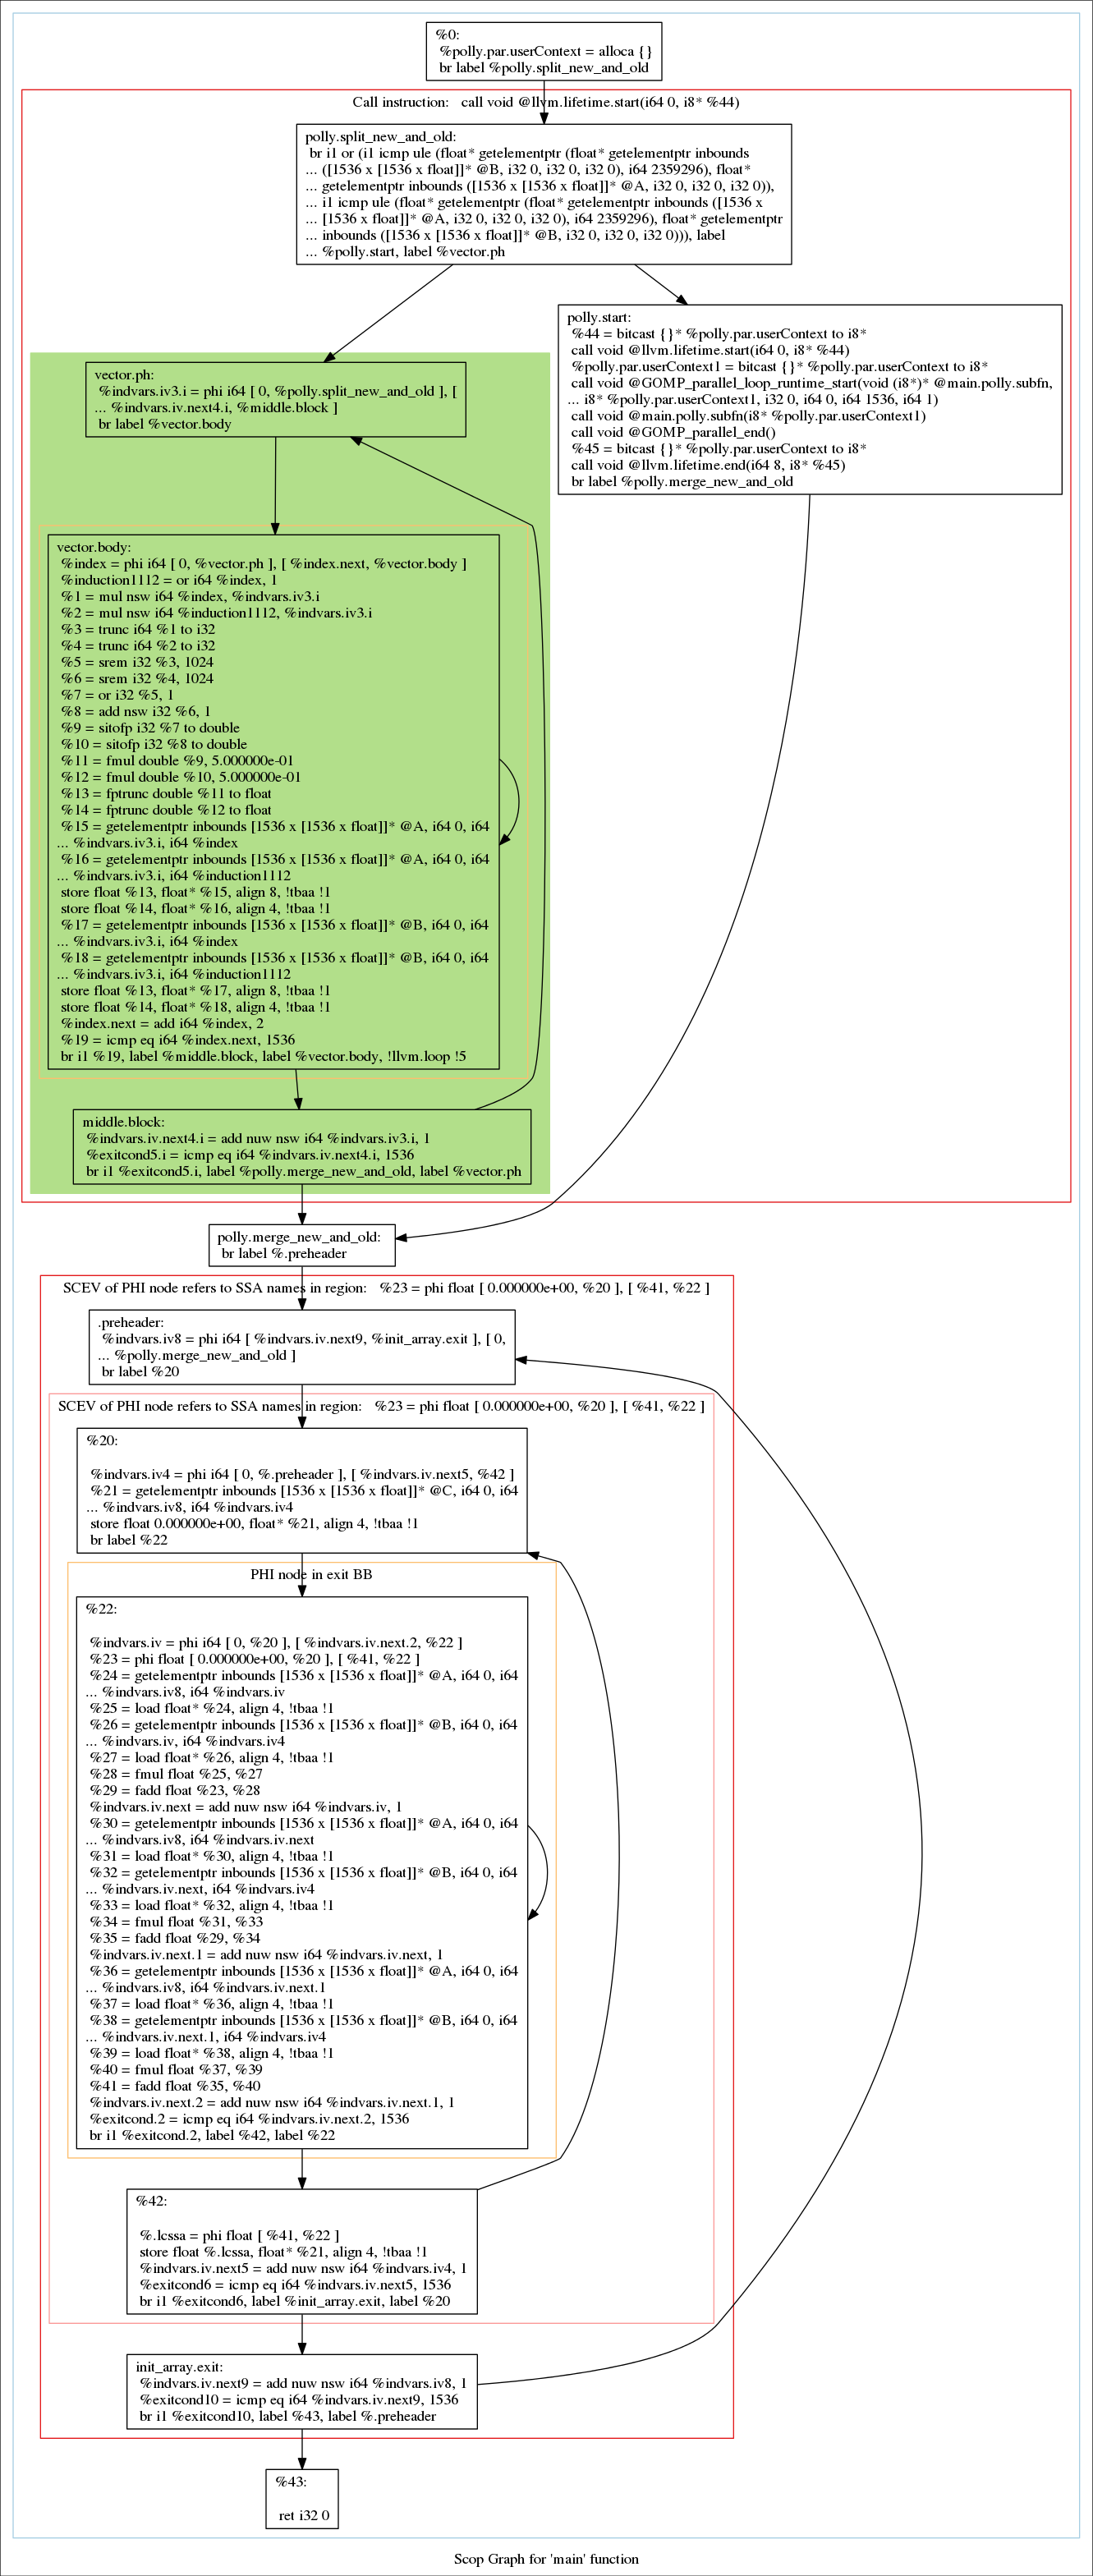 %0:
%polly.par.userContext = alloca {}
br label %polly.split_new_and_old
Call instruction: call void @llvm.lifetime.start(i64 0, i8* %44)
polly.split_new_and_old:
br i1 or (i1 icmp ule (float* getelementptr (float* getelementptr inbounds
... ([1536 x [1536 x float]]* @B, i32 0, i32 0, i32 0), i64 2359296), float*
... getelementptr inbounds ([1536 x [1536 x float]]* @A, i32 0, i32 0, i32 0)),
... i1 icmp ule (float* getelementptr (float* getelementptr inbounds ([1536 x
... [1536 x float]]* @A, i32 0, i32 0, i32 0), i64 2359296), float* getelementptr
... inbounds ([1536 x [1536 x float]]* @B, i32 0, i32 0, i32 0))), label
... %polly.start, label %vector.ph
polly.start:
%44 = bitcast {}* %polly.par.userContext to i8*
call void @llvm.lifetime.start(i64 0, i8* %44)
%polly.par.userContext1 = bitcast {}* %polly.par.userContext to i8*
call void @GOMP_parallel_loop_runtime_start(void (i8*)* @main.polly.subfn,
... i8* %polly.par.userContext1, i32 0, i64 0, i64 1536, i64 1)
call void @main.polly.subfn(i8* %polly.par.userContext1)
call void @GOMP_parallel_end()
%45 = bitcast {}* %polly.par.userContext to i8*
call void @llvm.lifetime.end(i64 8, i8* %45)
br label %polly.merge_new_and_old
vector.ph:
%indvars.iv3.i = phi i64 [ 0, %polly.split_new_and_old ], [
... %indvars.iv.next4.i, %middle.block ]
br label %vector.body
vector.body:
%index = phi i64 [ 0, %vector.ph ], [ %index.next, %vector.body ]
%induction1112 = or i64 %index, 1
%1 = mul nsw i64 %index, %indvars.iv3.i
%2 = mul nsw i64 %induction1112, %indvars.iv3.i
%3 = trunc i64 %1 to i32
%4 = trunc i64 %2 to i32
%5 = srem i32 %3, 1024
%6 = srem i32 %4, 1024
%7 = or i32 %5, 1
%8 = add nsw i32 %6, 1
%9 = sitofp i32 %7 to double
%10 = sitofp i32 %8 to double
%11 = fmul double %9, 5.000000e-01
%12 = fmul double %10, 5.000000e-01
%13 = fptrunc double %11 to float
%14 = fptrunc double %12 to float
%15 = getelementptr inbounds [1536 x [1536 x float]]* @A, i64 0, i64
... %indvars.iv3.i, i64 %index
%16 = getelementptr inbounds [1536 x [1536 x float]]* @A, i64 0, i64
... %indvars.iv3.i, i64 %induction1112
store float %13, float* %15, align 8, !tbaa !1
store float %14, float* %16, align 4, !tbaa !1
%17 = getelementptr inbounds [1536 x [1536 x float]]* @B, i64 0, i64
... %indvars.iv3.i, i64 %index
%18 = getelementptr inbounds [1536 x [1536 x float]]* @B, i64 0, i64
... %indvars.iv3.i, i64 %induction1112
store float %13, float* %17, align 8, !tbaa !1
store float %14, float* %18, align 4, !tbaa !1
%index.next = add i64 %index, 2
%19 = icmp eq i64 %index.next, 1536
br i1 %19, label %middle.block, label %vector.body, !llvm.loop !5
middle.block:
%indvars.iv.next4.i = add nuw nsw i64 %indvars.iv3.i, 1
%exitcond5.i = icmp eq i64 %indvars.iv.next4.i, 1536
br i1 %exitcond5.i, label %polly.merge_new_and_old, label %vector.ph
polly.merge_new_and_old:
br label %.preheader
SCEV of PHI node refers to SSA names in region: %23 = phi float [ 0.000000e+00, %20 ], [ %41, %22 ]
.preheader:
%indvars.iv8 = phi i64 [ %indvars.iv.next9, %init_array.exit ], [ 0,
... %polly.merge_new_and_old ]
br label %20
SCEV of PHI node refers to SSA names in region: %23 = phi float [ 0.000000e+00, %20 ], [ %41, %22 ]
%20:
%indvars.iv4 = phi i64 [ 0, %.preheader ], [ %indvars.iv.next5, %42 ]
%21 = getelementptr inbounds [1536 x [1536 x float]]* @C, i64 0, i64
... %indvars.iv8, i64 %indvars.iv4
store float 0.000000e+00, float* %21, align 4, !tbaa !1
br label %22
PHI node in exit BB
%22:
%indvars.iv = phi i64 [ 0, %20 ], [ %indvars.iv.next.2, %22 ]
%23 = phi float [ 0.000000e+00, %20 ], [ %41, %22 ]
%24 = getelementptr inbounds [1536 x [1536 x float]]* @A, i64 0, i64
... %indvars.iv8, i64 %indvars.iv
%25 = load float* %24, align 4, !tbaa !1
%26 = getelementptr inbounds [1536 x [1536 x float]]* @B, i64 0, i64
... %indvars.iv, i64 %indvars.iv4
%27 = load float* %26, align 4, !tbaa !1
%28 = fmul float %25, %27
%29 = fadd float %23, %28
%indvars.iv.next = add nuw nsw i64 %indvars.iv, 1
%30 = getelementptr inbounds [1536 x [1536 x float]]* @A, i64 0, i64
... %indvars.iv8, i64 %indvars.iv.next
%31 = load float* %30, align 4, !tbaa !1
%32 = getelementptr inbounds [1536 x [1536 x float]]* @B, i64 0, i64
... %indvars.iv.next, i64 %indvars.iv4
%33 = load float* %32, align 4, !tbaa !1
%34 = fmul float %31, %33
%35 = fadd float %29, %34
%indvars.iv.next.1 = add nuw nsw i64 %indvars.iv.next, 1
%36 = getelementptr inbounds [1536 x [1536 x float]]* @A, i64 0, i64
... %indvars.iv8, i64 %indvars.iv.next.1
%37 = load float* %36, align 4, !tbaa !1
%38 = getelementptr inbounds [1536 x [1536 x float]]* @B, i64 0, i64
... %indvars.iv.next.1, i64 %indvars.iv4
%39 = load float* %38, align 4, !tbaa !1
%40 = fmul float %37, %39
%41 = fadd float %35, %40
%indvars.iv.next.2 = add nuw nsw i64 %indvars.iv.next.1, 1
%exitcond.2 = icmp eq i64 %indvars.iv.next.2, 1536
br i1 %exitcond.2, label %42, label %22
%42:
%.lcssa = phi float [ %41, %22 ]
store float %.lcssa, float* %21, align 4, !tbaa !1
%indvars.iv.next5 = add nuw nsw i64 %indvars.iv4, 1
%exitcond6 = icmp eq i64 %indvars.iv.next5, 1536
br i1 %exitcond6, label %init_array.exit, label %20
init_array.exit:
%indvars.iv.next9 = add nuw nsw i64 %indvars.iv8, 1
%exitcond10 = icmp eq i64 %indvars.iv.next9, 1536
br i1 %exitcond10, label %43, label %.preheader
%43:
ret i32 0
Scop Graph for 'main' function